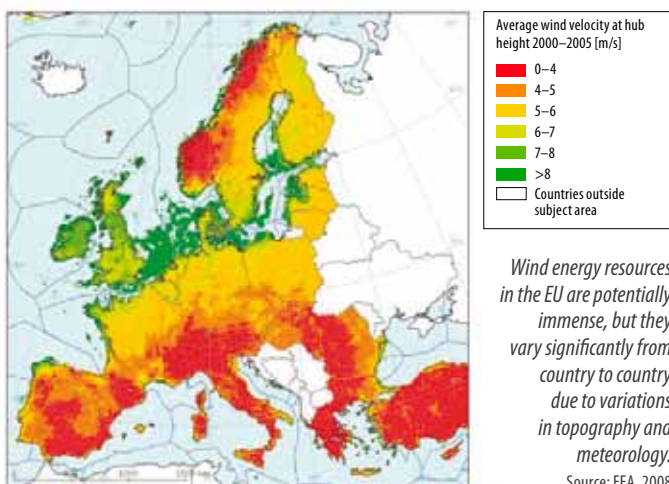 Average wind velocity at hub
height 2000–2005 [m/s]
0–4
4–5
5–6
6–7
7–8
>8
Countries outside
subject area
Wind energy resources
in the EU are potentially
immense, but they
vary significantly from
country to country
due to variations
in topography and
meteorology.
Source: EEA, 2008